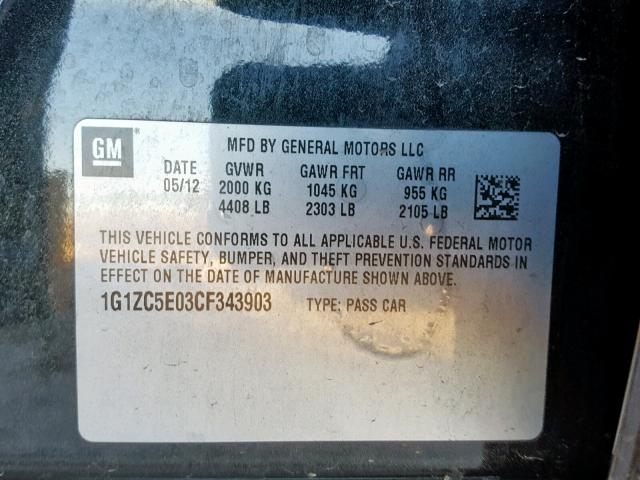 GM ®
MFD BY GENERAL MOTORS LLC
DATE GVWR GAWR FRT GAWR RR
05/12 2000 KG 1045 KG 955 KG
4408 LB 2303 LB 2105 LB
THIS VEHICLE CONFORMS TO ALL APPLICABLE U.S. FEDERAL MOTOR
VEHICLE SAFETY, BUMPER, AND THEFT PREVENTION STANDARDS IN
EFFECT ON THE DATE OF MANUFACTURE SHOWN ABOVE.
1G1ZC5E03CF343903 TYPE: PASS CAR